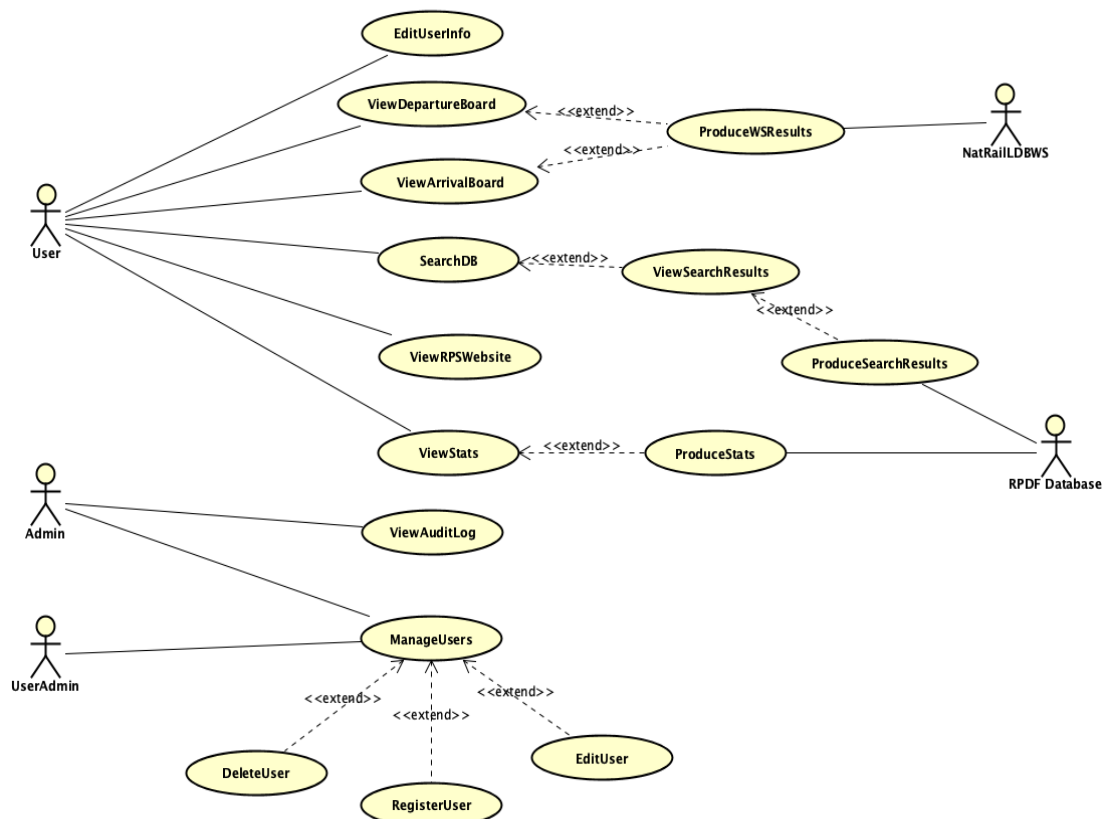 EditUserInfo
ViewDepartureBoard
<<extend>>
ProduceWSResults
NatRailLDBWS
<<extend>>
ViewArrivalBoard
User
SearchDB
<<extend>>
ViewSearchResults
<<extend>>
ViewRPSWebsite
ProduceSearchResults
ViewStats
<<extend>>
ProduceStats
RPDF Database
Admin
ViewAuditLog
ManageUsers
UserAdmin
<<extend>>
<<extend>>
<<extend>>
DeleteUser
EditUser
RegisterUser